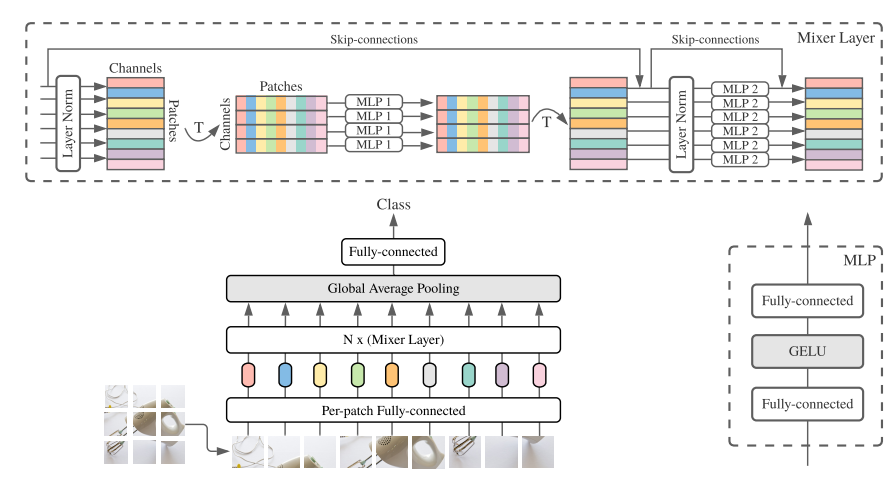 Skip-connections
Skip-connections
Mixer Layer
Channels
Patches
Layer Norm
Patches
T
Channels
MLP 1
MLP 1
MLP 1
MLP 1
T
Layer Norm
MLP 2
MLP 2
MLP 2
MLP 2
MLP 2
MLP 2
Class
Fully-connected
Global Average Pooling
N x (Mixer Layer)
Per-patch Fully-connected
MLP
Fully-connected
GELU
Fully-connected